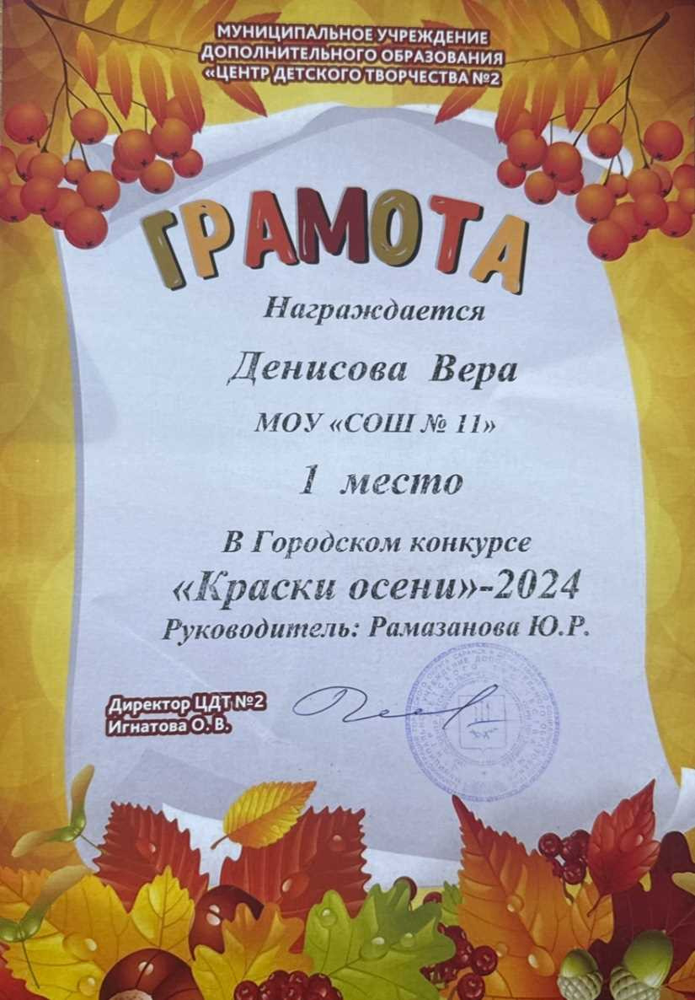 МУНИЦИПАЛЬНОЕ УЧРЕЖДЕНИЕ
ДОПОЛНИТЕЛЬНОГО ОБРАЗОВАНИЯ
«ЦЕНТР ДЕТСКОГО ТВОРЧЕСТВА №2
ГРАМОТА
Награждается
Денисова Вера
МОУ «СОШ № 11»
1 место
В Городском конкурсе
«Краски осени»-2024
Руководитель: Рамазанова Ю.Р.
Директор ЦДТ №2
Игнатова О. В.